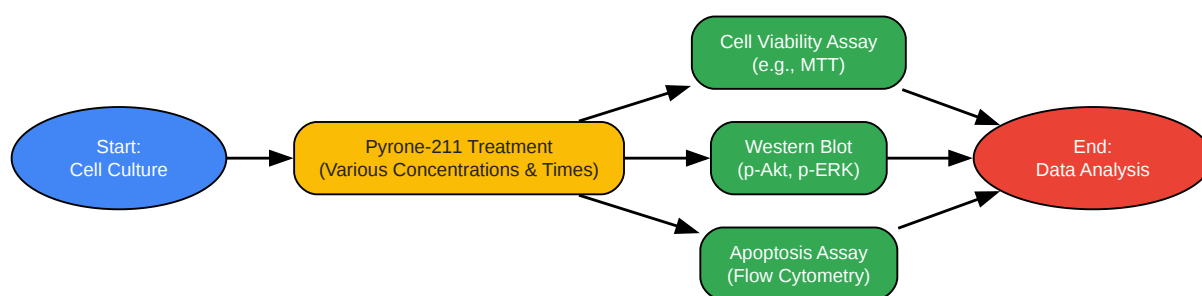 Start:
Cell Culture
Pyrone-211 Treatment
(Various Concentrations & Times)
Cell Viability Assay
(e.g., MTT)
Western Blot
(p-Akt, p-ERK)
Apoptosis Assay
(Flow Cytometry)
End:
Data Analysis